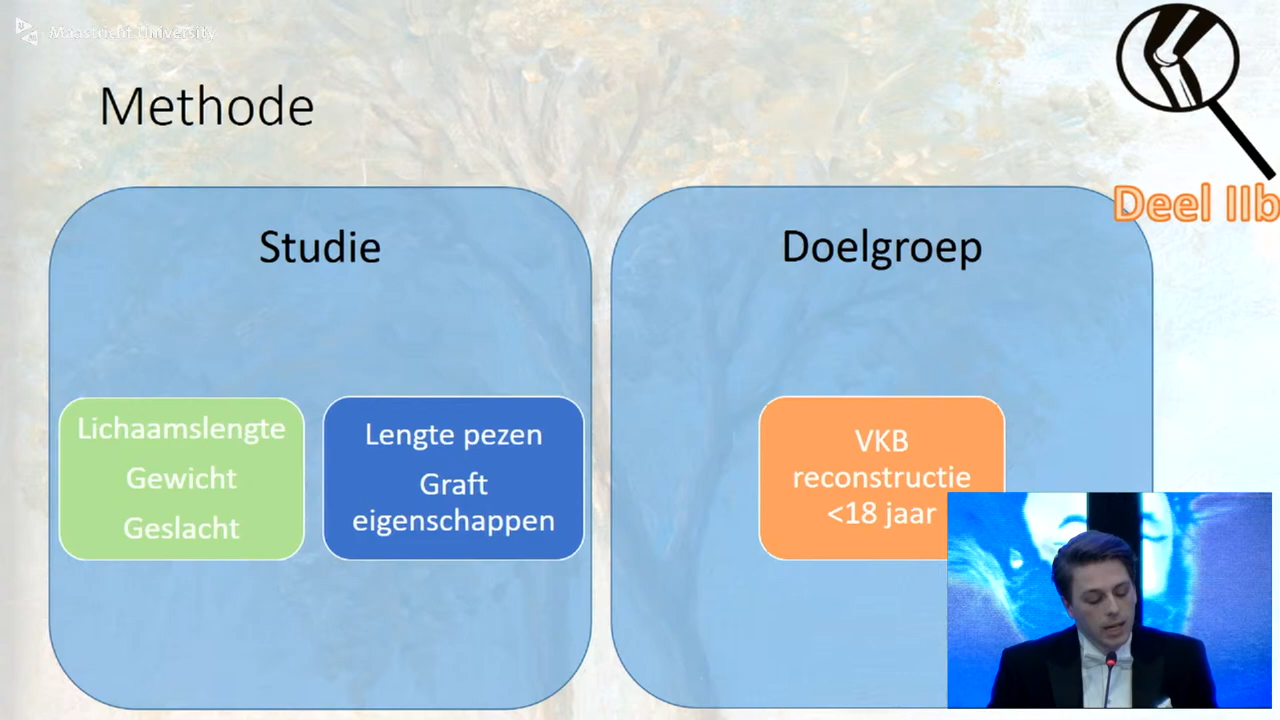 Maastricht University
Methode
Deel IIb
Studie
Lichaamslengte
Gewicht
Geslacht
Lengte pezen
Graft
eigenschappen
Doelgroep
VKB
reconstructie
<18 jaar